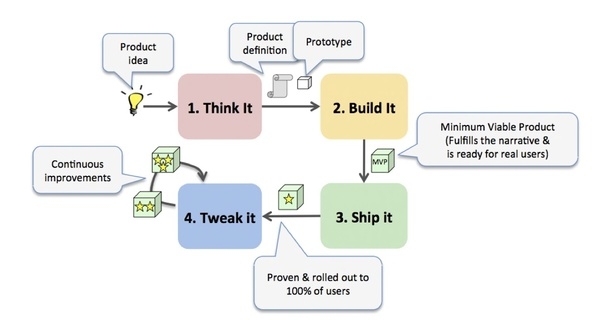 Product
idea
Product
definition
Prototype
1. Think It
2. Build It
Minimum Viable Product
(Fulfills the narrative &
is ready for real users)
MVP
Continuous
improvements
4. Tweak it
3. Ship it
Proven & rolled out to
100% of users